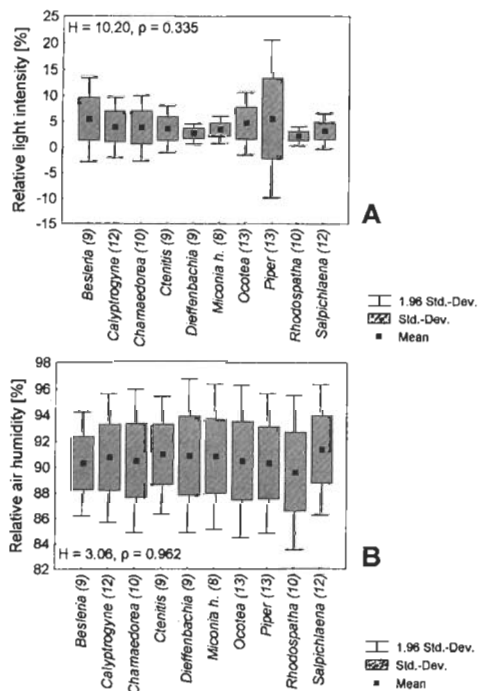 H = 10.20, ρ = 0.335
Relative light intensity [%]
25
20
15
10
5
0
-5
-10
-15
A
Besleria (9)
Calyptrogyne (12)
Chamaedorea (10)
Ctenitis (9)
Dieffenbachia (9)
Miconia h. (8)
Ocotea (13)
Piper (13)
Rhodospatha (10)
Salpichlaena (12)
1.96 Std.-Dev.
Std.-Dev.
Mean
Relative air humidity [%]
98
96
94
92
90
88
86
84
82
H = 3.06, ρ = 0.962
B
Besleria (9)
Calyptrogyne (12)
Chamaedorea (10)
Ctenitis (9)
Dieffenbachia (9)
Miconia h. (8)
Ocotea (13)
Piper (13)
Rhodospatha (10)
Salpichlaena (12)
1.96 Std.-Dev.
Std.-Dev.
Mean